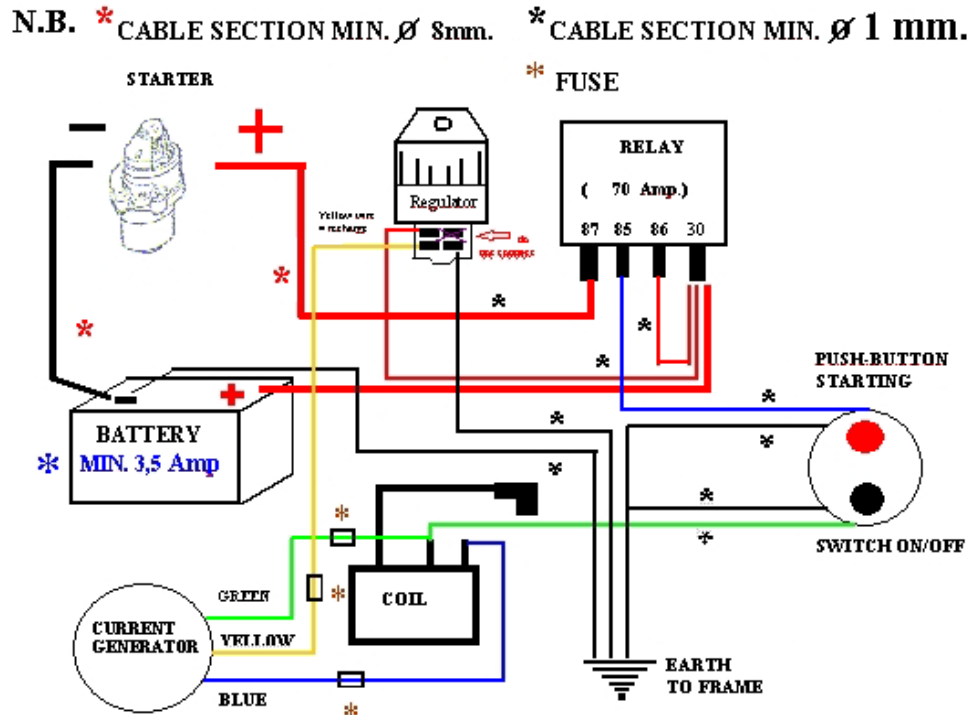 N.B. * CABLE SECTION MIN. Ø 8mm. * CABLE SECTION MIN. Ø 1 mm.
* FUSE
STARTER
− +
RELAY
( 70 Amp.)
87 85 86 30
Regulator
Yellow wire
PUSH-BUTTON
STARTING
BATTERY
MIN. 3,5 Amp
− +
SWITCH ON/OFF
COIL
GREEN
CURRENT
GENERATOR
YELLOW
BLUE
EARTH
TO FRAME